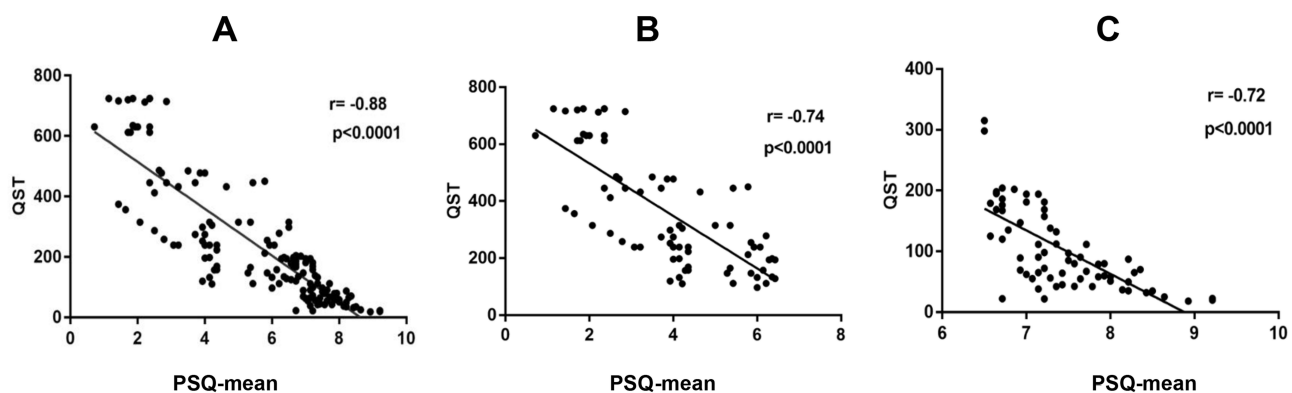 A
800
600
400
200
0
QST
0 2 4 6 8 10
PSQ-mean
r= -0.88
p<0.0001
B
800
600
400
200
0
QST
0 2 4 6 8
PSQ-mean
r= -0.74
p<0.0001
C
400
300
200
100
0
QST
6 7 8 9 10
PSQ-mean
r= -0.72
p<0.0001